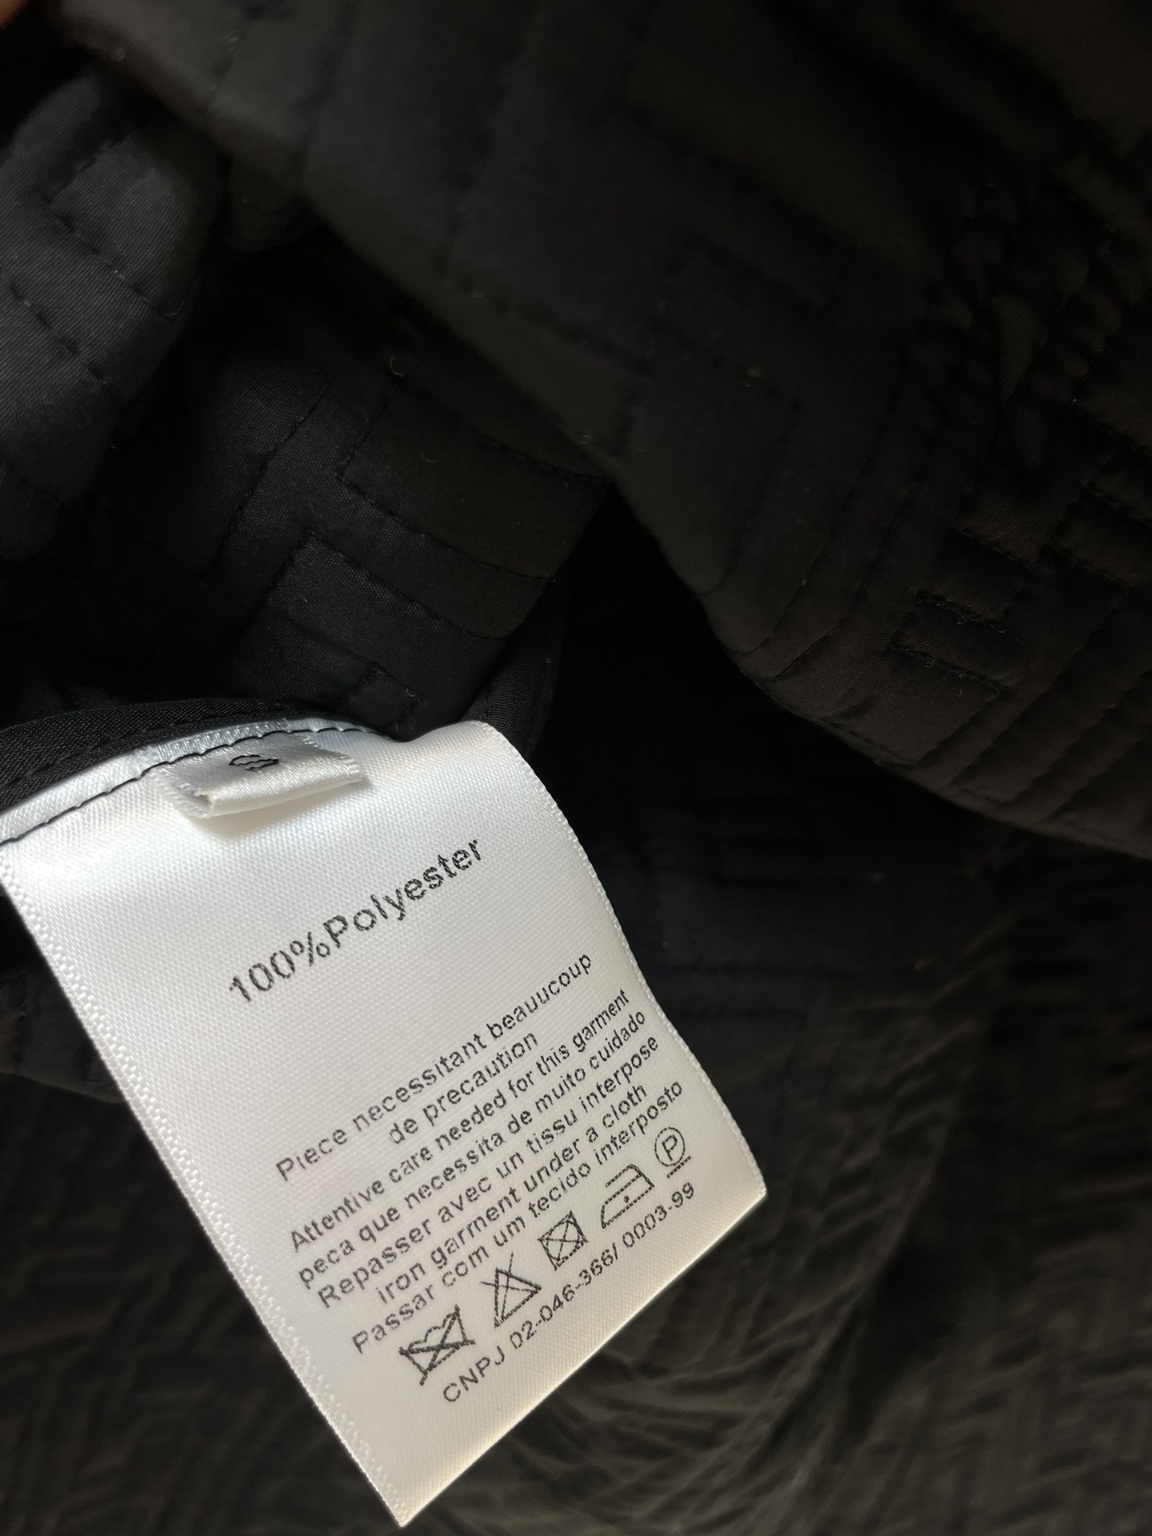 S
100%Polyester
Piece necessitant beauucoup
de precaution
Attentive care needed for this garment
peca que necessita de muito cuidado
Repasser avec un tissu interpose
iron garment under a cloth
Passar com um tecido interposto
P
CNPJ 02-046-366/ 0003-99